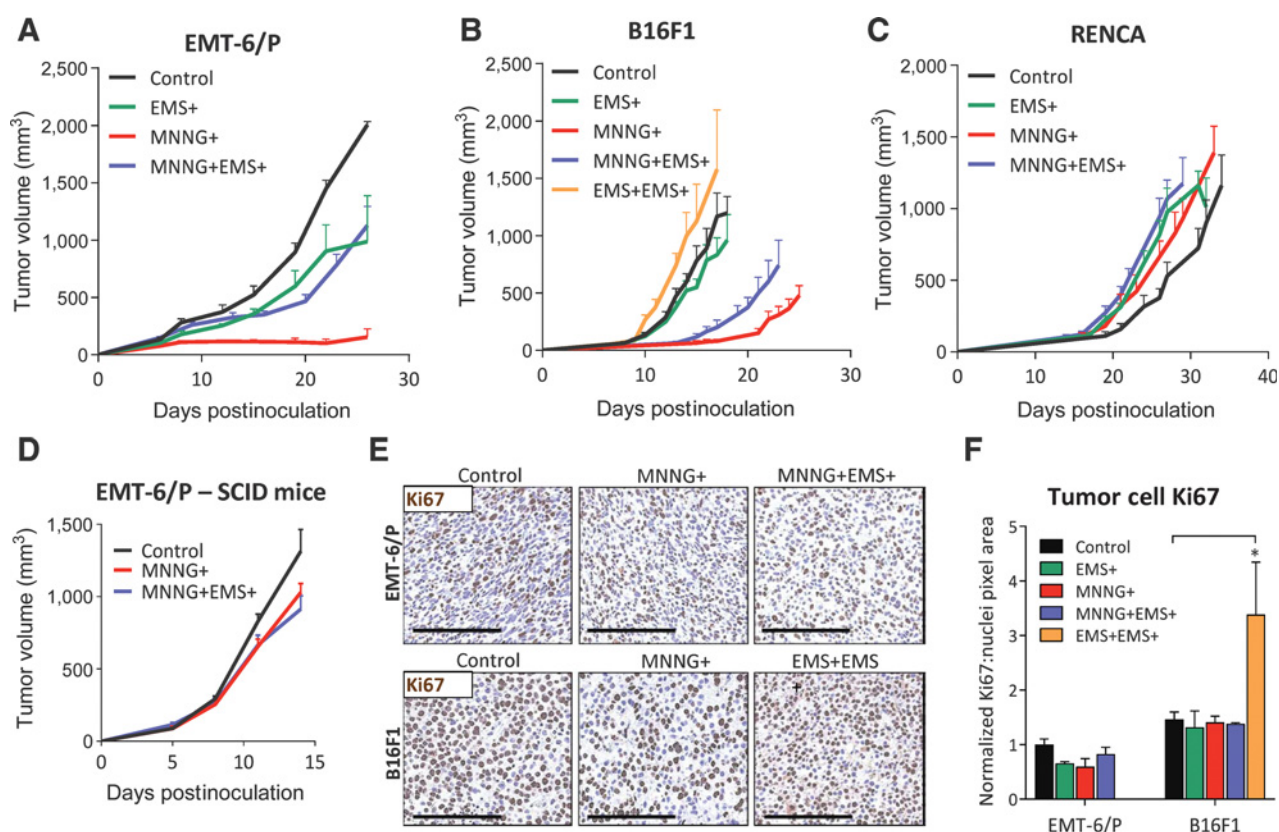 A
EMT-6/P
Tumor volume (mm³)
2,500
2,000
1,500
1,000
500
0
0 10 20 30
Days postinoculation
Control
EMS+
MNNG+
MNNG+EMS+
B
B16F1
Tumor volume (mm³)
2,500
2,000
1,500
1,000
500
0
0 10 20 30
Days postinoculation
Control
EMS+
MNNG+
MNNG+EMS+
EMS+EMS+
C
RENCA
Tumor volume (mm³)
2,000
1,500
1,000
500
0
0 10 20 30 40
Days postinoculation
Control
EMS+
MNNG+
MNNG+EMS+
D
EMT-6/P – SCID mice
Tumor volume (mm³)
1,500
1,000
500
0
0 5 10 15
Days postinoculation
Control
MNNG+
MNNG+EMS+
E
Control MNNG+ MNNG+EMS+
Ki67
EMT-6/P
Control MNNG+ EMS+EMS
Ki67
+
B16F1
F
Tumor cell Ki67
Normalized Ki67:nuclei pixel area
5
4
3
2
1
0
Control
EMS+
MNNG+
MNNG+EMS+
EMS+EMS+
*
EMT-6/P B16F1